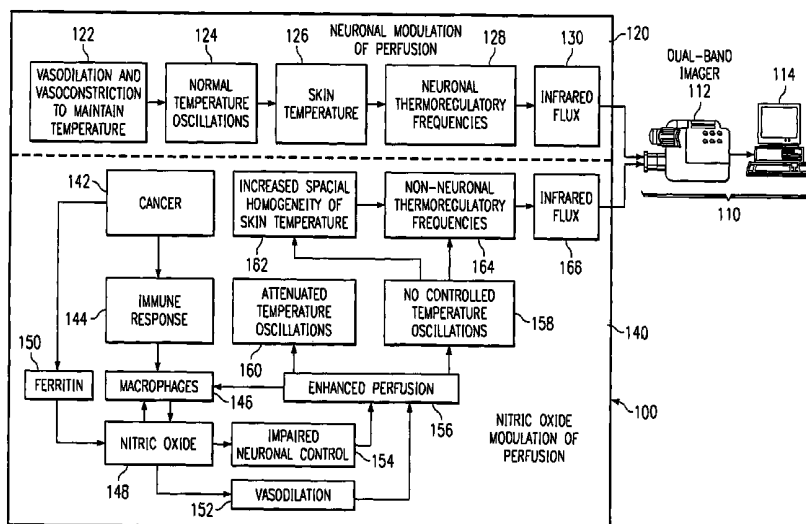 NEURONAL MODULATION
OF PERFUSION
120
122
VASODILATION AND
VASOCONSTRICTION
TO MAINTAIN
TEMPERATURE
124
NORMAL
TEMPERATURE
OSCILLATIONS
126
SKIN
TEMPERATURE
128
NEURONAL
THERMOREGULATORY
FREQUENCIES
130
INFRARED
FLUX
DUAL-BAND
IMAGER
112
114
110
142
CANCER
INCREASED SPACIAL
HOMOGENEITY OF
SKIN TEMPERATURE
162
NON-NEURONAL
THERMOREGULATORY
FREQUENCIES
164
INFRARED
FLUX
166
144
IMMUNE
RESPONSE
ATTENUATED
TEMPERATURE
OSCILLATIONS
160
NO CONTROLLED
TEMPERATURE
OSCILLATIONS
158
140
150
FERRITIN
MACROPHAGES
146
ENHANCED PERFUSION
156
100
NITRIC OXIDE
148
IMPAIRED
NEURONAL CONTROL
154
NITRIC OXIDE
MODULATION OF
PERFUSION
VASODILATION
152